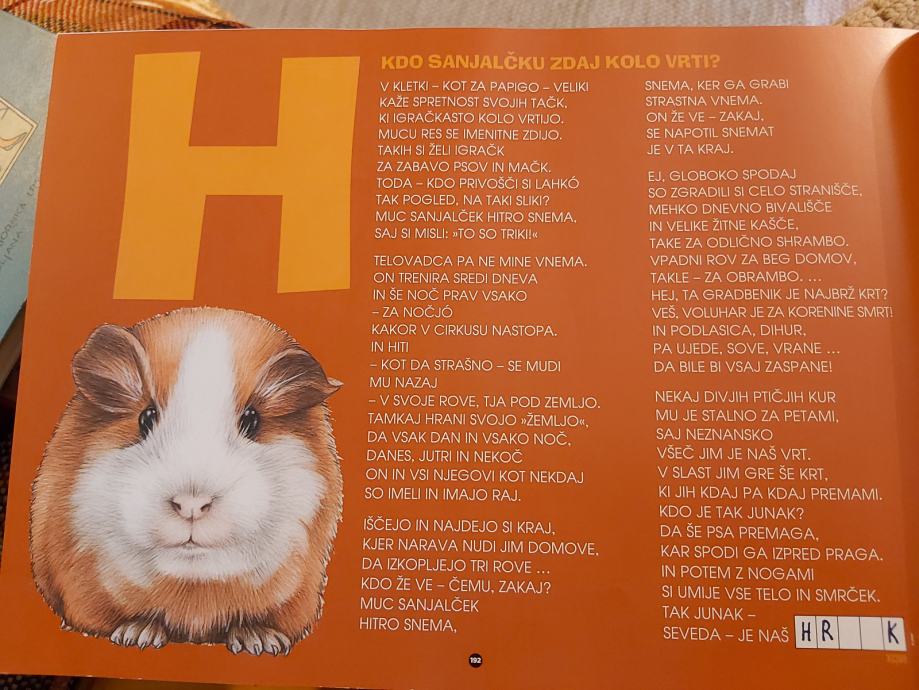 H
KDO SANJALČKU ZDAJ KOLO VRTI?
V KLETKI – KOT ZA PAPIGO – VELIKI
KAŽE SPRETNOST SVOJIH TAČK,
KI IGRAČKASTO KOLO VRTIJO.
MUCU RES SE IMENITNE ZDIJO.
TAKIH SI ŽELI IGRAČK
ZA ZABAVO PSOV IN MAČK.
TODA – KDO PRIVOŠČI SI LAHKÓ
TAK POGLED, NA TAKI SLIKI?
MUC SANJALČEK HITRO SNEMA,
SAJ SI MISLI: »TO SO TRIKI!«
TELOVADCA PA NE MINE VNEMA.
ON TRENIRA SREDI DNEVA
IN ŠE NOČ PRAV VSAKO
– ZA NOČJÓ
KAKOR V CIRKUSU NASTOPA.
IN HITI
– KOT DA STRAŠNO – SE MUDI
MU NAZAJ
– V SVOJE ROVE, TJA POD ZEMLJO.
TAMKAJ HRANI SVOJO »ŽEMLJO«,
DA VSAK DAN IN VSAKO NOČ,
DANES, JUTRI IN NEKOČ
ON IN VSI NJEGOVI KOT NEKDAJ
SO IMELI IN IMAJO RAJ.
IŠČEJO IN NAJDEJO SI KRAJ,
KJER NARAVA NUDI JIM DOMOVE,
DA IZKOPLJEJO TRI ROVE ...
KDO ŽE VE – ČEMU, ZAKAJ?
MUC SANJALČEK
HITRO SNEMA,
SNEMA, KER GA GRABI
STRASTNA VNEMA.
ON ŽE VE – ZAKAJ,
SE NAPOTIL SNEMAT
JE V TA KRAJ.
EJ, GLOBOKO SPODAJ
SO ZGRADILI SI CELO STRANIŠČE,
MEHKO DNEVNO BIVALIŠČE
IN VELIKE ŽITNE KAŠČE,
TAKE ZA ODLIČNO SHRAMBO.
VPADNI ROV ZA BEG DOMOV,
TAKLE – ZA OBRAMBO. ...
HEJ, TA GRADBENIK JE NAJBRŽ KRT?
VEŠ, VOLUHAR JE ZA KORENINE SMRT!
IN PODLASICA, DIHUR,
PA UJEDE, SOVE, VRANE ...
DA BILE BI VSAJ ZASPANE!
NEKAJ DIVJIH PTIČJIH KUR
MU JE STALNO ZA PETAMI,
SAJ NEZNANSKO
VŠEČ JIM JE NAŠ VRT.
V SLAST JIM GRE ŠE KRT,
KI JIH KDAJ PA KDAJ PREMAMI.
KDO JE TAK JUNAK?
DA ŠE PSA PREMAGA,
KAR SPODI GA IZPRED PRAGA.
IN POTEM Z NOGAMI
SI UMIJE VSE TELO IN SMRČEK.
TAK JUNAK –
SEVEDA – JE NAŠ HR K !
192